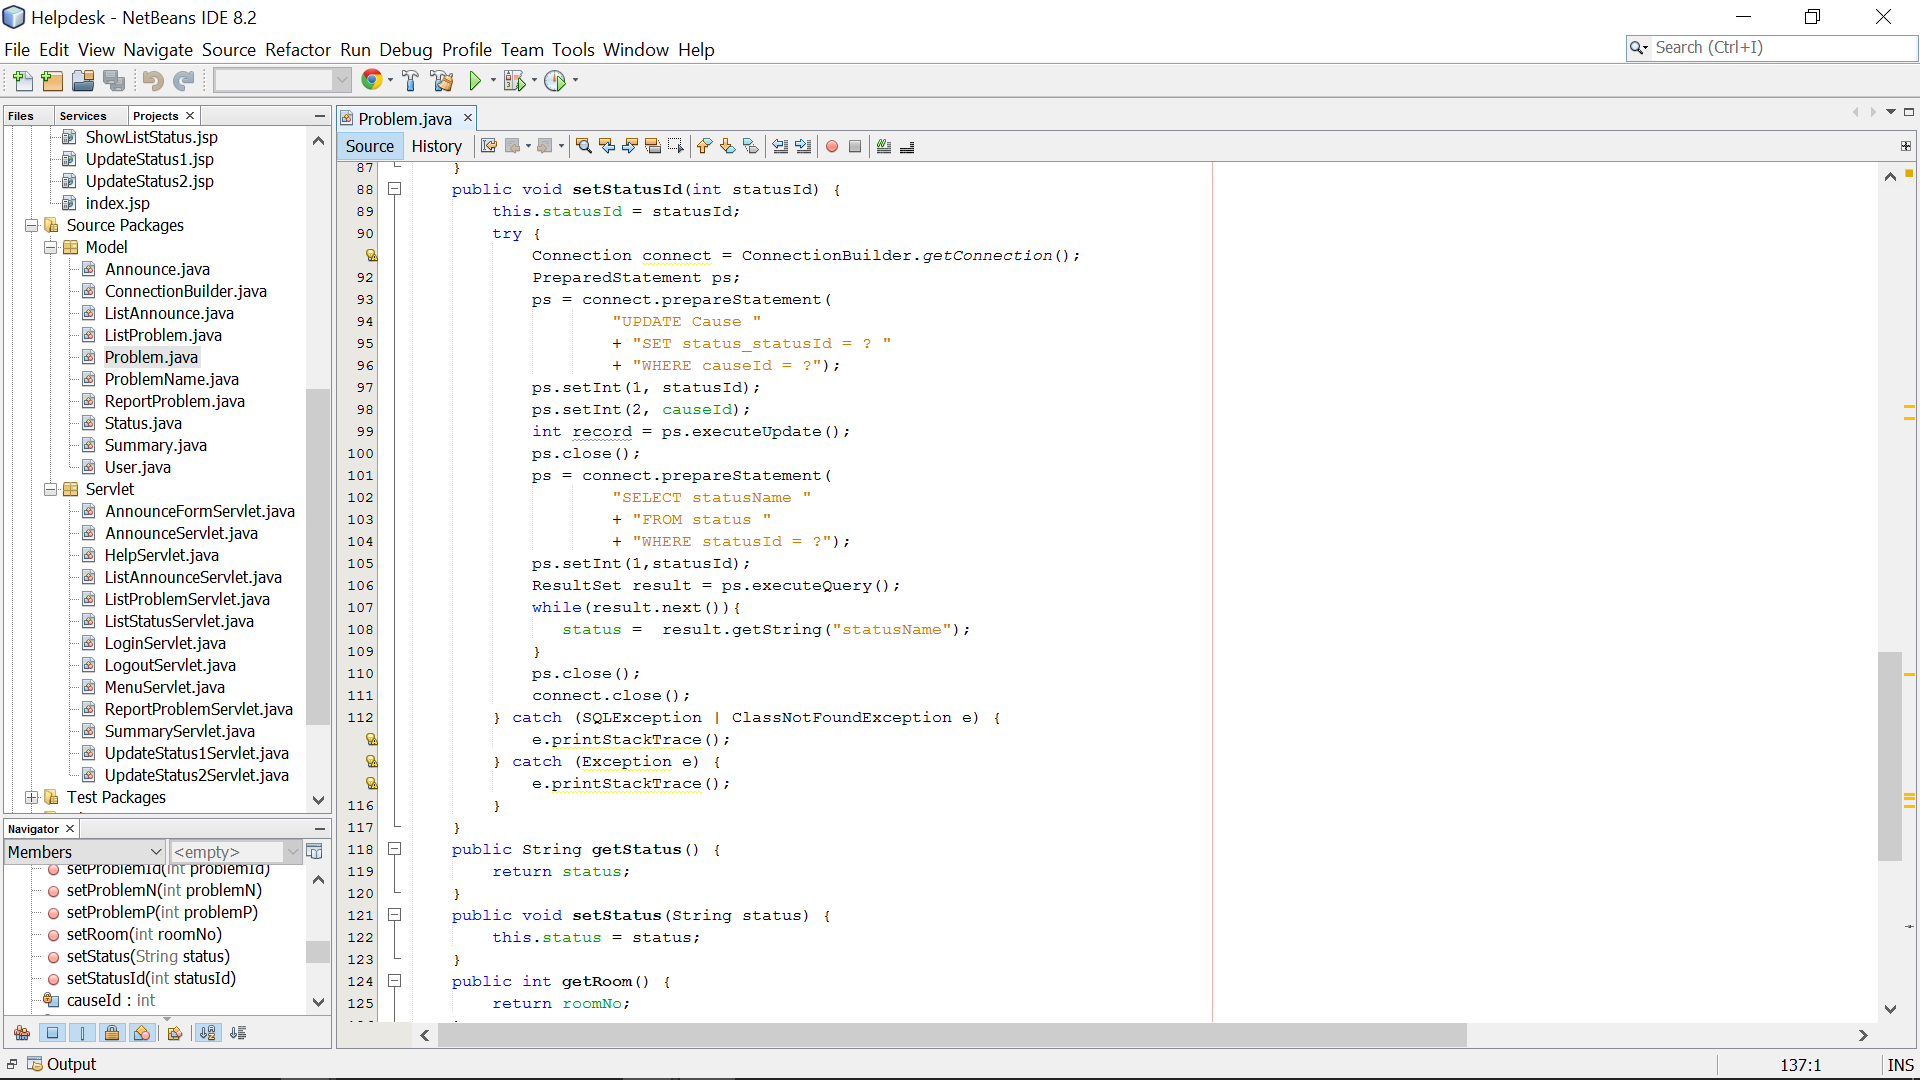 Helpdesk - NetBeans IDE 8.2
File Edit View Navigate Source Refactor Run Debug Profile Team Tools Window Help
Search (Ctrl+I)
Files Services Projects
ShowListStatus.jsp
UpdateStatus1.jsp
UpdateStatus2.jsp
index.jsp
Source Packages
Model
Announce.java
ConnectionBuilder.java
ListAnnounce.java
ListProblem.java
Problem.java
ProblemName.java
ReportProblem.java
Status.java
Summary.java
User.java
Servlet
AnnounceFormServlet.java
AnnounceServlet.java
HelpServlet.java
ListAnnounceServlet.java
ListProblemServlet.java
ListStatusServlet.java
LoginServlet.java
LogoutServlet.java
MenuServlet.java
ReportProblemServlet.java
SummaryServlet.java
UpdateStatus1Servlet.java
UpdateStatus2Servlet.java
Test Packages
Navigator
Members <empty>
setProblemId(int problemId)
setProblemN(int problemN)
setProblemP(int problemP)
setRoom(int roomNo)
setStatus(String status)
setStatusId(int statusId)
causeId : int
Problem.java
Source History
87 }
88 public void setStatusId(int statusId) {
89 this.statusId = statusId;
90 try {
Connection connect = ConnectionBuilder.getConnection();
92 PreparedStatement ps;
93 ps = connect.prepareStatement(
94 "UPDATE Cause "
95 + "SET status_statusId = ? "
96 + "WHERE causeId = ?");
97 ps.setInt(1, statusId);
98 ps.setInt(2, causeId);
99 int record = ps.executeUpdate();
100 ps.close();
101 ps = connect.prepareStatement(
102 "SELECT statusName "
103 + "FROM status "
104 + "WHERE statusId = ?");
105 ps.setInt(1,statusId);
106 ResultSet result = ps.executeQuery();
107 while(result.next()){
108 status =  result.getString("statusName");
109 }
110 ps.close();
111 connect.close();
112 } catch (SQLException | ClassNotFoundException e) {
e.printStackTrace();
} catch (Exception e) {
e.printStackTrace();
116 }
117 }
118 public String getStatus() {
119 return status;
120 }
121 public void setStatus(String status) {
122 this.status = status;
123 }
124 public int getRoom() {
125 return roomNo;
Output
137:1 INS